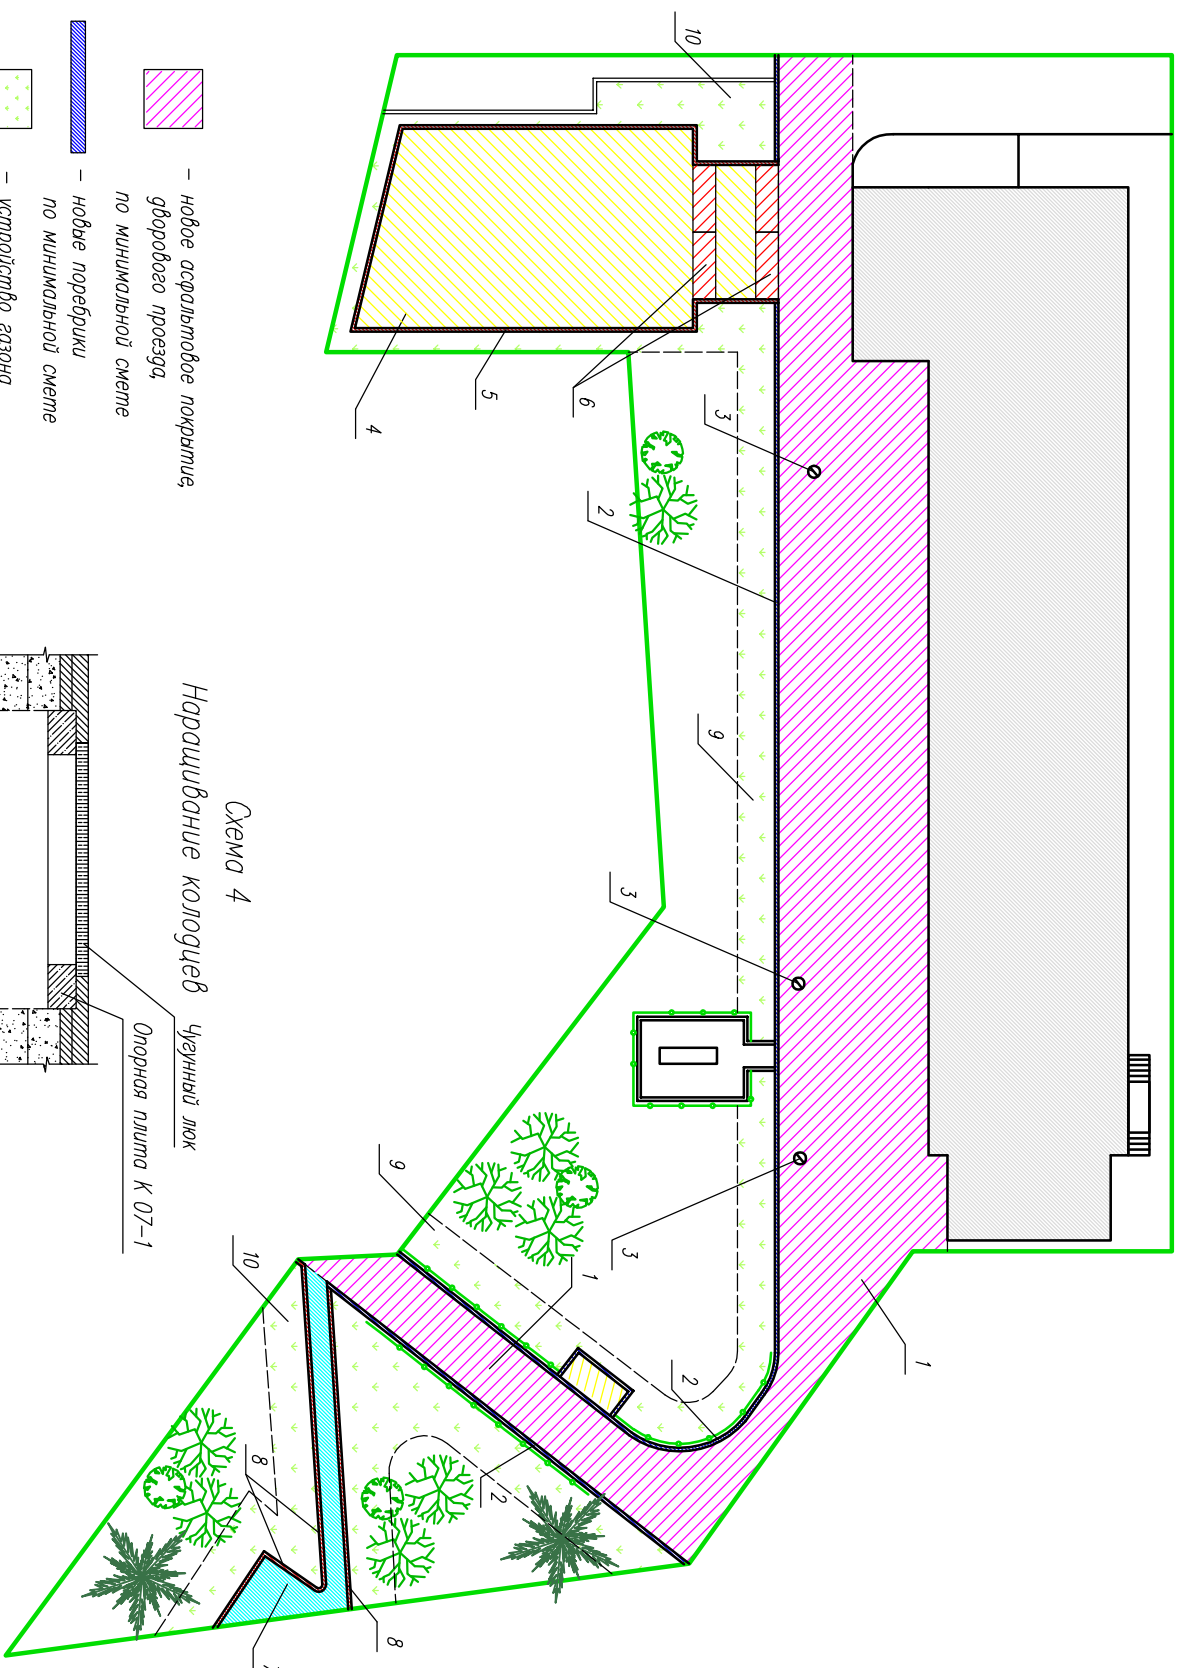 10
6
3
5
4
2
9
3
3
9
1
1
10
2
2
8
8
Схема 4
Наращивание колодцев
Чугунный люк
Опорная плита К 07-1
– новое асфальтовое покрытие,
дворового проезда,
по минимальной смете
– новые поребрики
по минимальной смете
– устройство газона